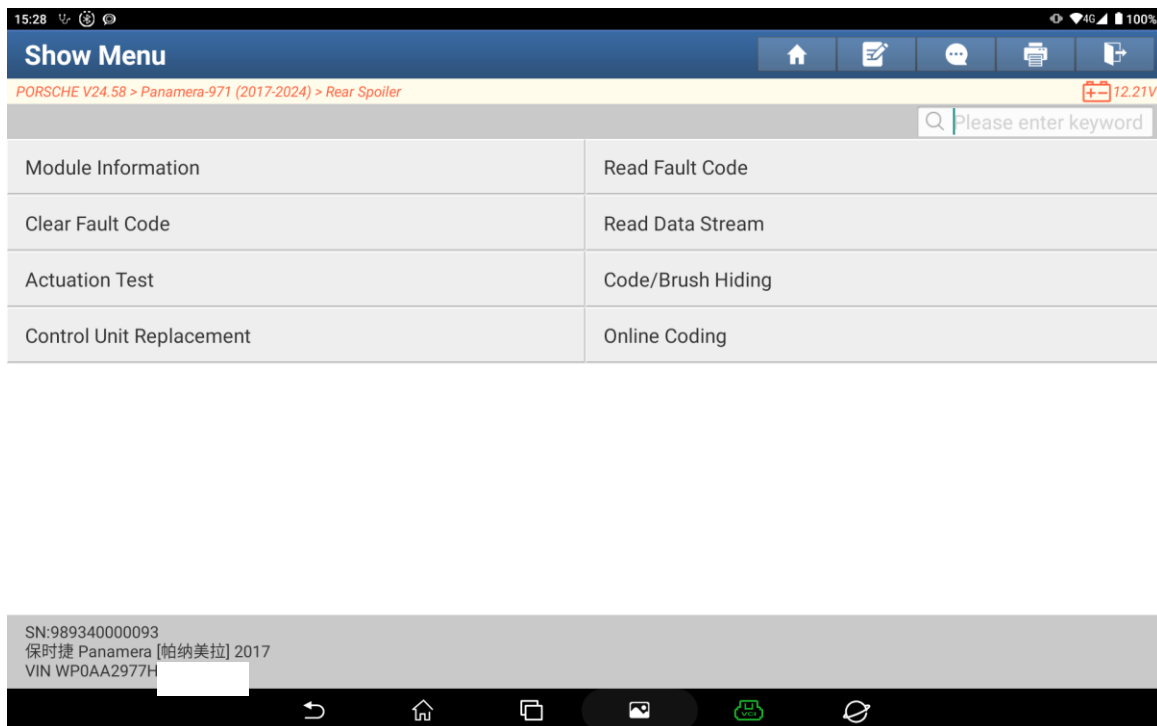 15:28 4G 100%
Show Menu
PORSCHE V24.58 > Panamera-971 (2017-2024) > Rear Spoiler 12.21V
Please enter keyword
Module Information Read Fault Code
Clear Fault Code Read Data Stream
Actuation Test Code/Brush Hiding
Control Unit Replacement Online Coding
SN:989340000093
保时捷 Panamera [帕纳美拉] 2017
VIN WP0AA2977H
VCI